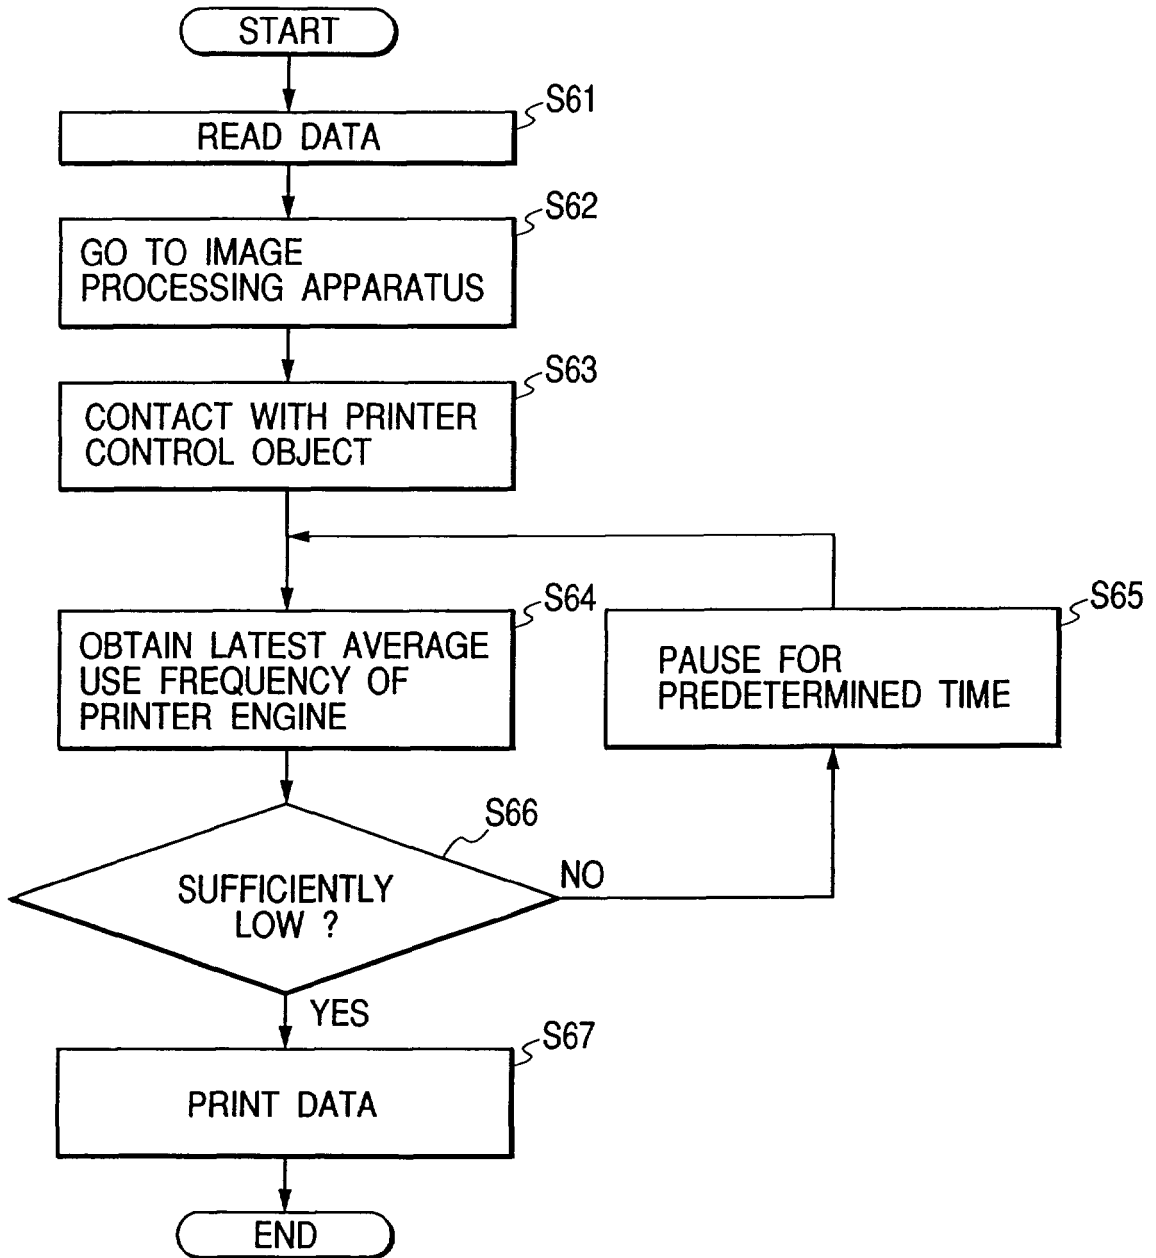 START
S61
READ DATA
S62
GO TO IMAGE
PROCESSING APPARATUS
S63
CONTACT WITH PRINTER
CONTROL OBJECT
S64
OBTAIN LATEST AVERAGE
USE FREQUENCY OF
PRINTER ENGINE
S65
PAUSE FOR
PREDETERMINED TIME
S66
SUFFICIENTLY
LOW ?
NO
YES
S67
PRINT DATA
END